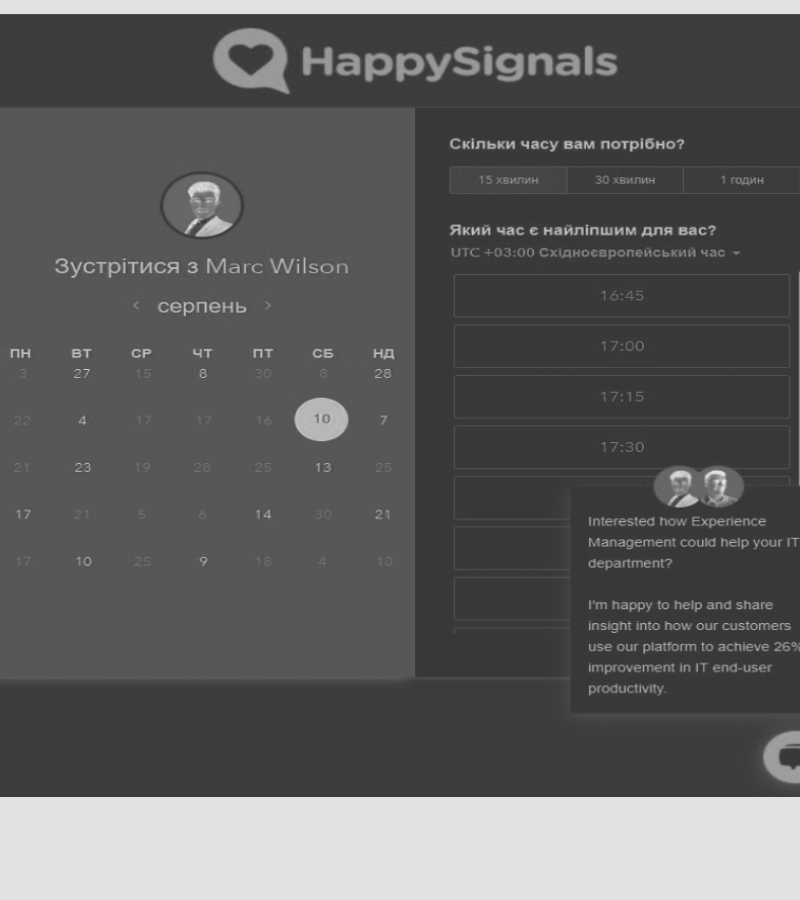 HappySignals
Зустрітися з Marc Wilson
серпень
ПН ВТ СР ЧТ ПТ СБ НД
3 27 15 8 30 8 28
22 4 17 17 16 10 7
21 23 19 28 25 13 25
17 21 5 6 14 30 21
17 10 25 9 18 4 10
Скільки часу вам потрібно?
15 хвилин 30 хвилин 1 годин
Який час є найліпшим для вас?
UTC +03:00 Східноєвропейський час
16:45
17:00
17:15
17:30
Interested how Experience
Management could help your IT
department?
I'm happy to help and share
insight into how our customers
use our platform to achieve 26%
improvement in IT end-user
productivity.